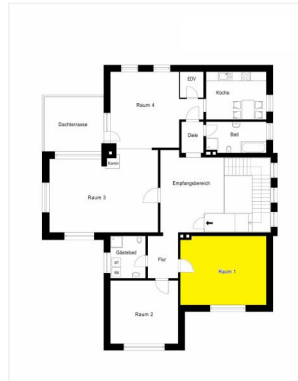 EDV
Küche
Raum 4
Dachterrasse
Diele
Bad
Kamin
Empfangsbereich
Raum 3
Gästebad
Flur
Raum 1
Raum 2